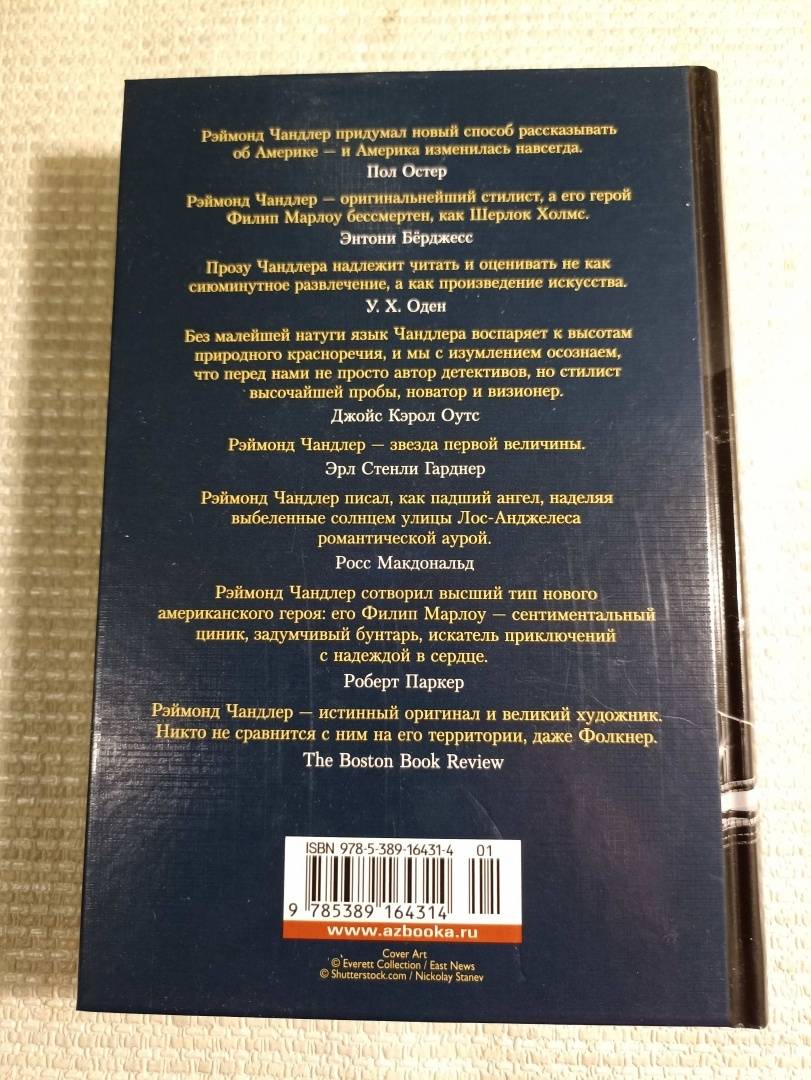 Рэймонд Чандлер придумал новый способ рассказывать
об Америке — и Америка изменилась навсегда.
Пол Остер
Рэймонд Чандлер — оригинальнейший стилист, а его герой
Филип Марлоу бессмертен, как Шерлок Холмс.
Энтони Бёрджесс
Прозу Чандлера надлежит читать и оценивать не как
сиюминутное развлечение, а как произведение искусства.
У. Х. Оден
Без малейшей натуги язык Чандлера воспаряет к высотам
природного красноречия, и мы с изумлением осознаем,
что перед нами не просто автор детективов, но стилист
высочайшей пробы, новатор и визионер.
Джойс Кэрол Оутс
Рэймонд Чандлер — звезда первой величины.
Эрл Стенли Гарднер
Рэймонд Чандлер писал, как падший ангел, наделяя
выбеленные солнцем улицы Лос-Анджелеса
романтической аурой.
Росс Макдональд
Рэймонд Чандлер сотворил высший тип нового
американского героя: его Филип Марлоу — сентиментальный
циник, задумчивый бунтарь, искатель приключений
с надеждой в сердце.
Роберт Паркер
Рэймонд Чандлер — истинный оригинал и великий художник.
Никто не сравнится с ним на его территории, даже Фолкнер.
The Boston Book Review
ISBN 978-5-389-16431-4 01
9 785389 164314
www.azbooka.ru
Cover Art
© Everett Collection / East News
© Shutterstock.com / Nickolay Stanev